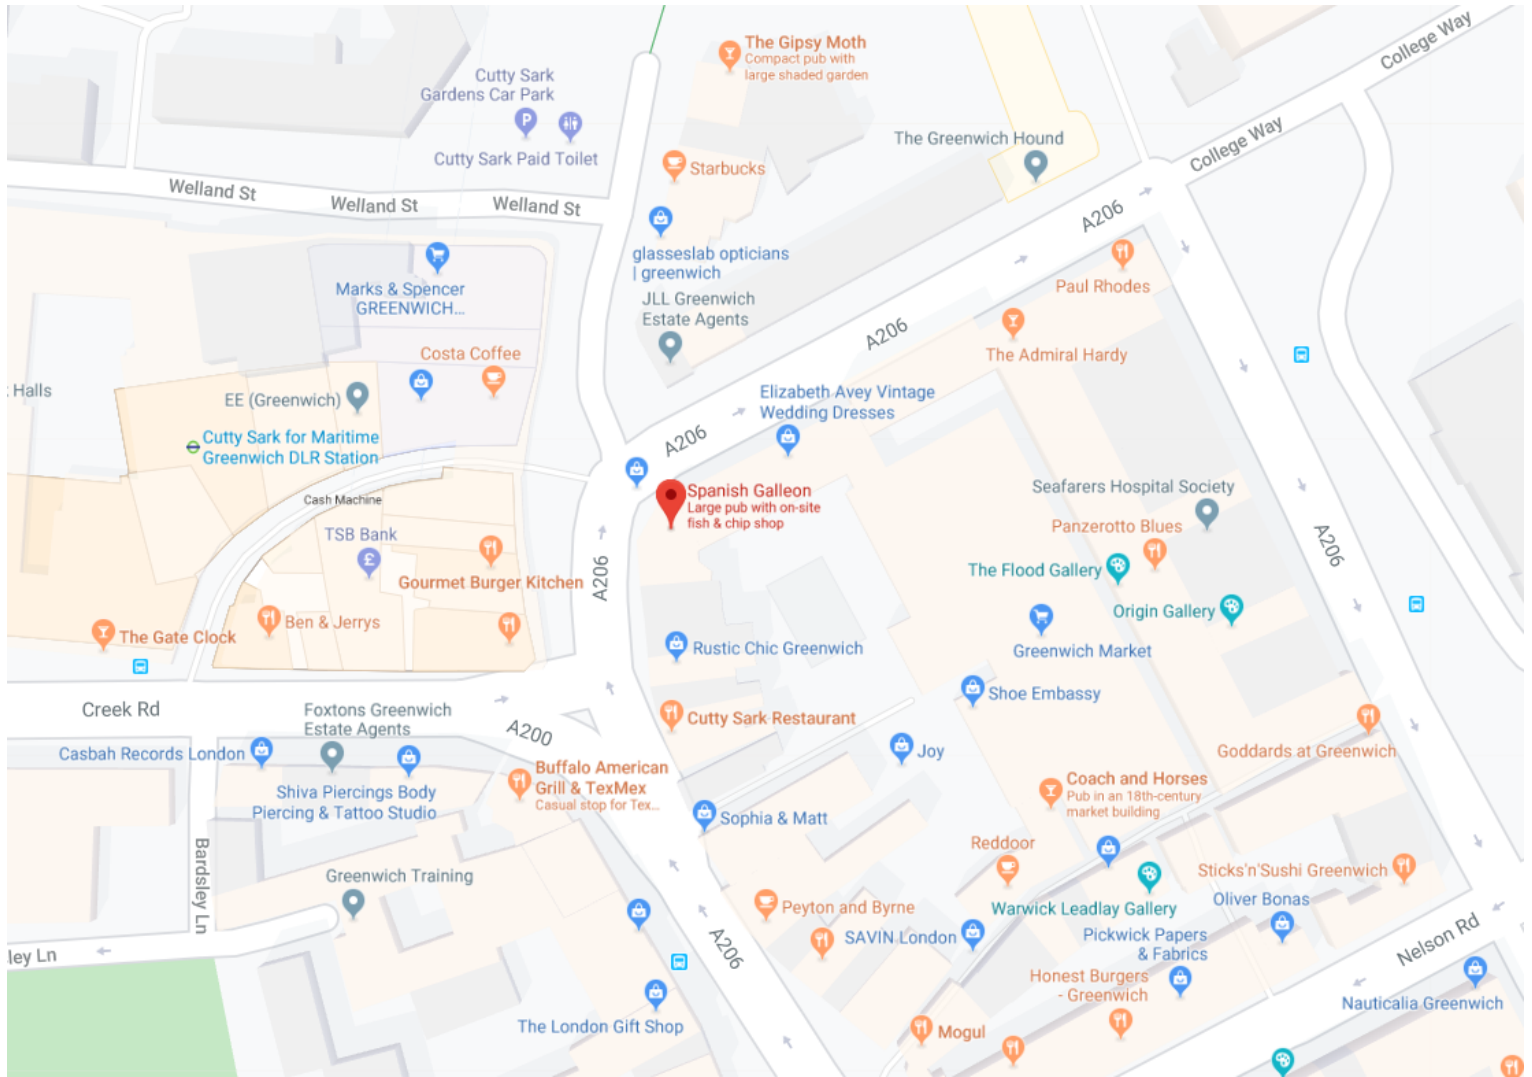 The Gipsy Moth
Compact pub with
large shaded garden
College Way
Cutty Sark
Gardens Car Park
P
Cutty Sark Paid Toilet
The Greenwich Hound
College Way
Starbucks
Welland St
Welland St
Welland St
A206
glasseslab opticians
| greenwich
Marks & Spencer
GREENWICH...
Paul Rhodes
JLL Greenwich
Estate Agents
A206
Costa Coffee
The Admiral Hardy
Halls
EE (Greenwich)
Elizabeth Avey Vintage
Wedding Dresses
Cutty Sark for Maritime
Greenwich DLR Station
A206
Cash Machine
Spanish Galleon
Large pub with on-site
fish & chip shop
Seafarers Hospital Society
Panzerotto Blues
TSB Bank
£
A206
A206
Gourmet Burger Kitchen
The Flood Gallery
Origin Gallery
Ben & Jerrys
The Gate Clock
Rustic Chic Greenwich
Greenwich Market
Shoe Embassy
Creek Rd
Foxtons Greenwich
Estate Agents
A200
Cutty Sark Restaurant
Casbah Records London
Joy
Goddards at Greenwich
Shiva Piercings Body
Piercing & Tattoo Studio
Buffalo American
Grill & TexMex
Casual stop for Tex...
Coach and Horses
Pub in an 18th-century
market building
Sophia & Matt
Bardsley Ln
Reddoor
Greenwich Training
Sticks'n'Sushi Greenwich
Warwick Leadlay Gallery
Oliver Bonas
Peyton and Byrne
SAVIN London
Pickwick Papers
& Fabrics
Nelson Rd
A206
sley Ln
Honest Burgers
- Greenwich
Nauticalia Greenwich
The London Gift Shop
Mogul